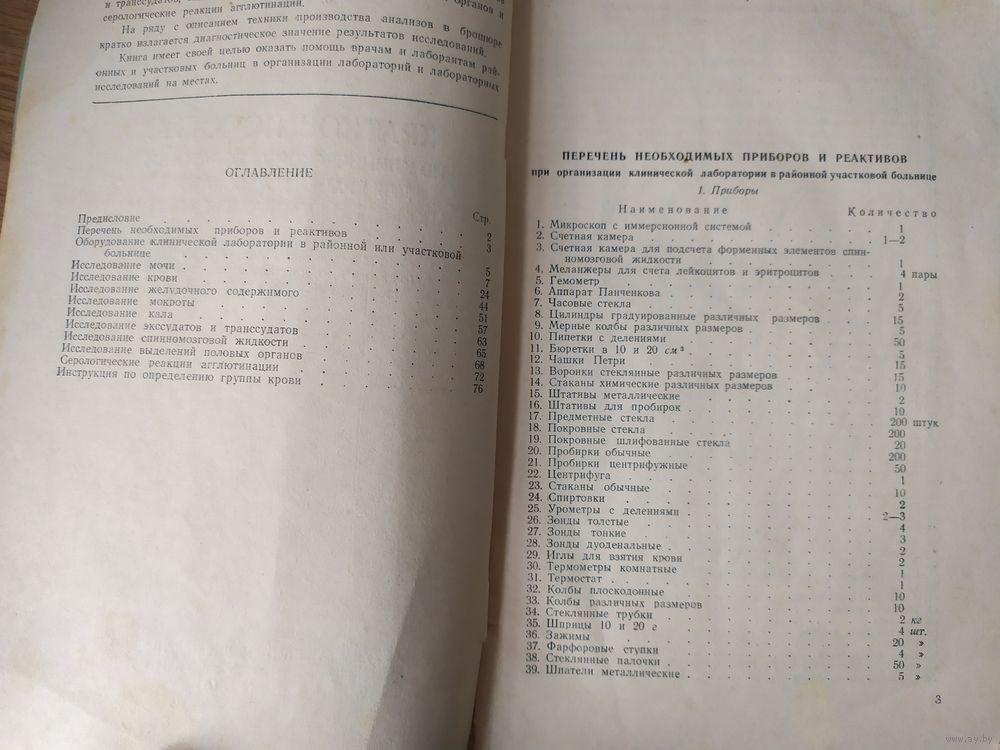 и транссудатов,
органов и
серологические реакции агглютинации.
На ряду с описанием техники производства анализов в брошюре
кратко излагается диагностическое значение результатов исследований.
Книга имеет своей целью оказать помощь врачам и лаборантам рай-
онных и участковых больниц в организации лабораторий и лабораторных
исследований на местах.
ОГЛАВЛЕНИЕ
Стр.
Предисловие . . . . . . . . . . 2
Перечень необходимых приборов и реактивов . . . . 3
Оборудование клинической лаборатории в районной или участковой
больнице . . . . . . . . . . 5
Исследование мочи . . . . . . . . . . 7
Исследование крови . . . . . . . . . . 24
Исследование желудочного содержимого . . . . . . 44
Исследование мокроты . . . . . . . . . . 51
Исследование кала . . . . . . . . . . 57
Исследование экссудатов и транссудатов . . . . . . 63
Исследование спинномозговой жидкости . . . . . . 65
Исследование выделений половых органов . . . . . . 68
Серологические реакции агглютинации . . . . . . 72
Инструкция по определению группы крови . . . . . . 76
ПЕРЕЧЕНЬ НЕОБХОДИМЫХ ПРИБОРОВ И РЕАКТИВОВ
при организации клинической лаборатории в районной участковой больнице
1. Приборы
Наименование Количество
1. Микроскоп с иммерсионной системой . . . . 1
2. Счетная камера . . . . . . . . 1—2
3. Счетная камера для подсчета форменных элементов спин-
номозговой жидкости . . . . . . 1
4. Меланжеры для счета лейкоцитов и эритроцитов . . . 4 пары
5. Гемометр . . . . . . . . 1
6. Аппарат Панченкова . . . . . . . . 2
7. Часовые стекла . . . . . . . . 5
8. Цилиндры градуированные различных размеров . . . 15
9. Мерные колбы различных размеров . . . . . 5
10. Пипетки с делениями . . . . . . . 50
11. Бюретки в 10 и 20 см³ . . . . . . 5
12. Чашки Петри . . . . . . . . 15
13. Воронки стеклянные различных размеров . . . . 15
14. Стаканы химические различных размеров . . . . 10
15. Штативы металлические . . . . . . . 2
16. Штативы для пробирок . . . . . . . 10
17. Предметные стекла . . . . . . . 200 штук
18. Покровные стекла . . . . . . . 200
19. Покровные шлифованные стекла . . . . . 20
20. Пробирки обычные . . . . . . . 200
21. Пробирки центрифужные . . . . . . 50
22. Центрифуга . . . . . . . . 1
23. Стаканы обычные . . . . . . . 10
24. Спиртовки . . . . . . . . 2
25. Урометры с делениями . . . . . . . 2—3
26. Зонды толстые . . . . . . . . 4
27. Зонды тонкие . . . . . . . . 3
28. Зонды дуоденальные . . . . . . . 2
29. Иглы для взятия крови . . . . . . 2
30. Термометры комнатные . . . . . . . 1
31. Термостат . . . . . . . . 1
32. Колбы плоскодонные . . . . . . . 10
33. Колбы различных размеров . . . . . . 10
34. Стеклянные трубки . . . . . . . 2 кг
35. Шприцы 10 и 20 г . . . . . . . 4 шт.
36. Зажимы . . . . . . . . 20 »
37. Фарфоровые ступки . . . . . . . 4 »
38. Стеклянные палочки . . . . . . . 50 »
39. Шпатели металлические . . . . . . . 5 »
3
www.ay.by